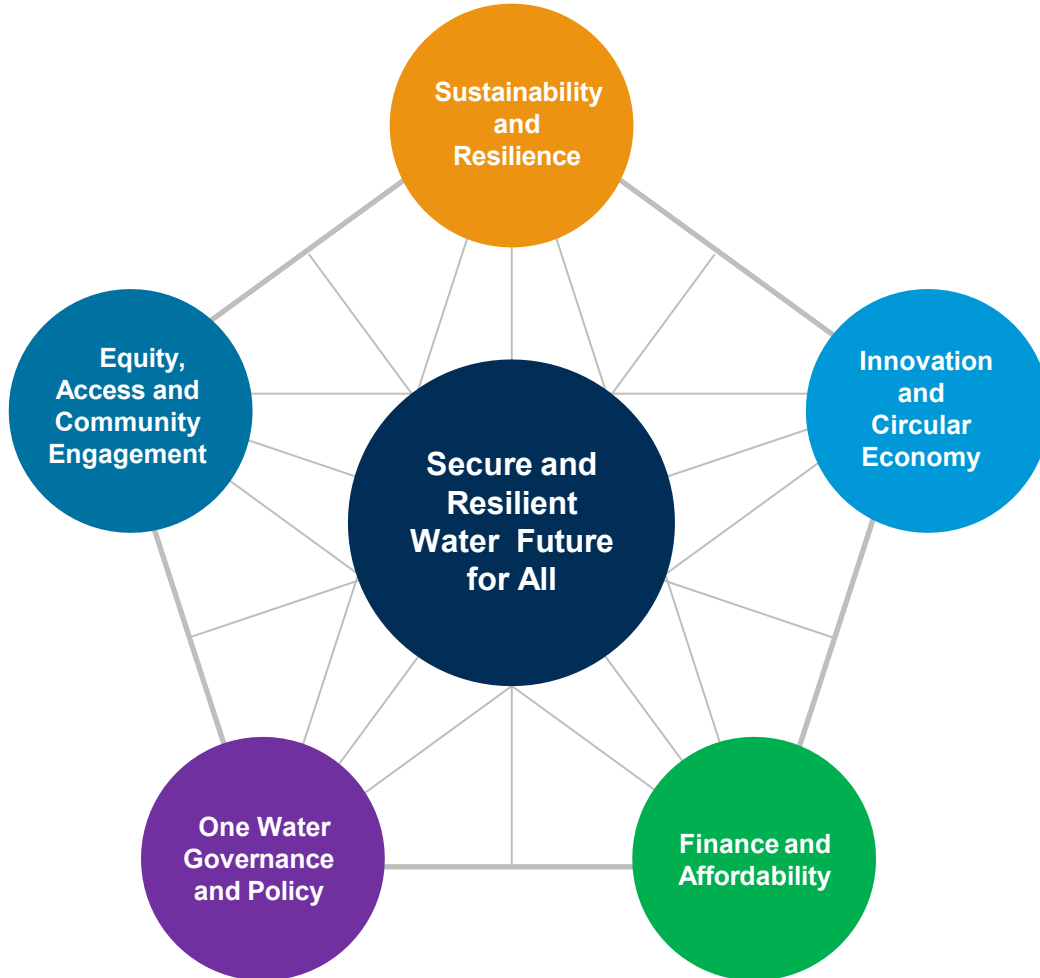 Sustainability
and
Resilience
Equity,
Access and
Community
Engagement
Innovation
and
Circular
Economy
Secure and
Resilient
Water Future
for All
One Water
Governance
and Policy
Finance and
Affordability